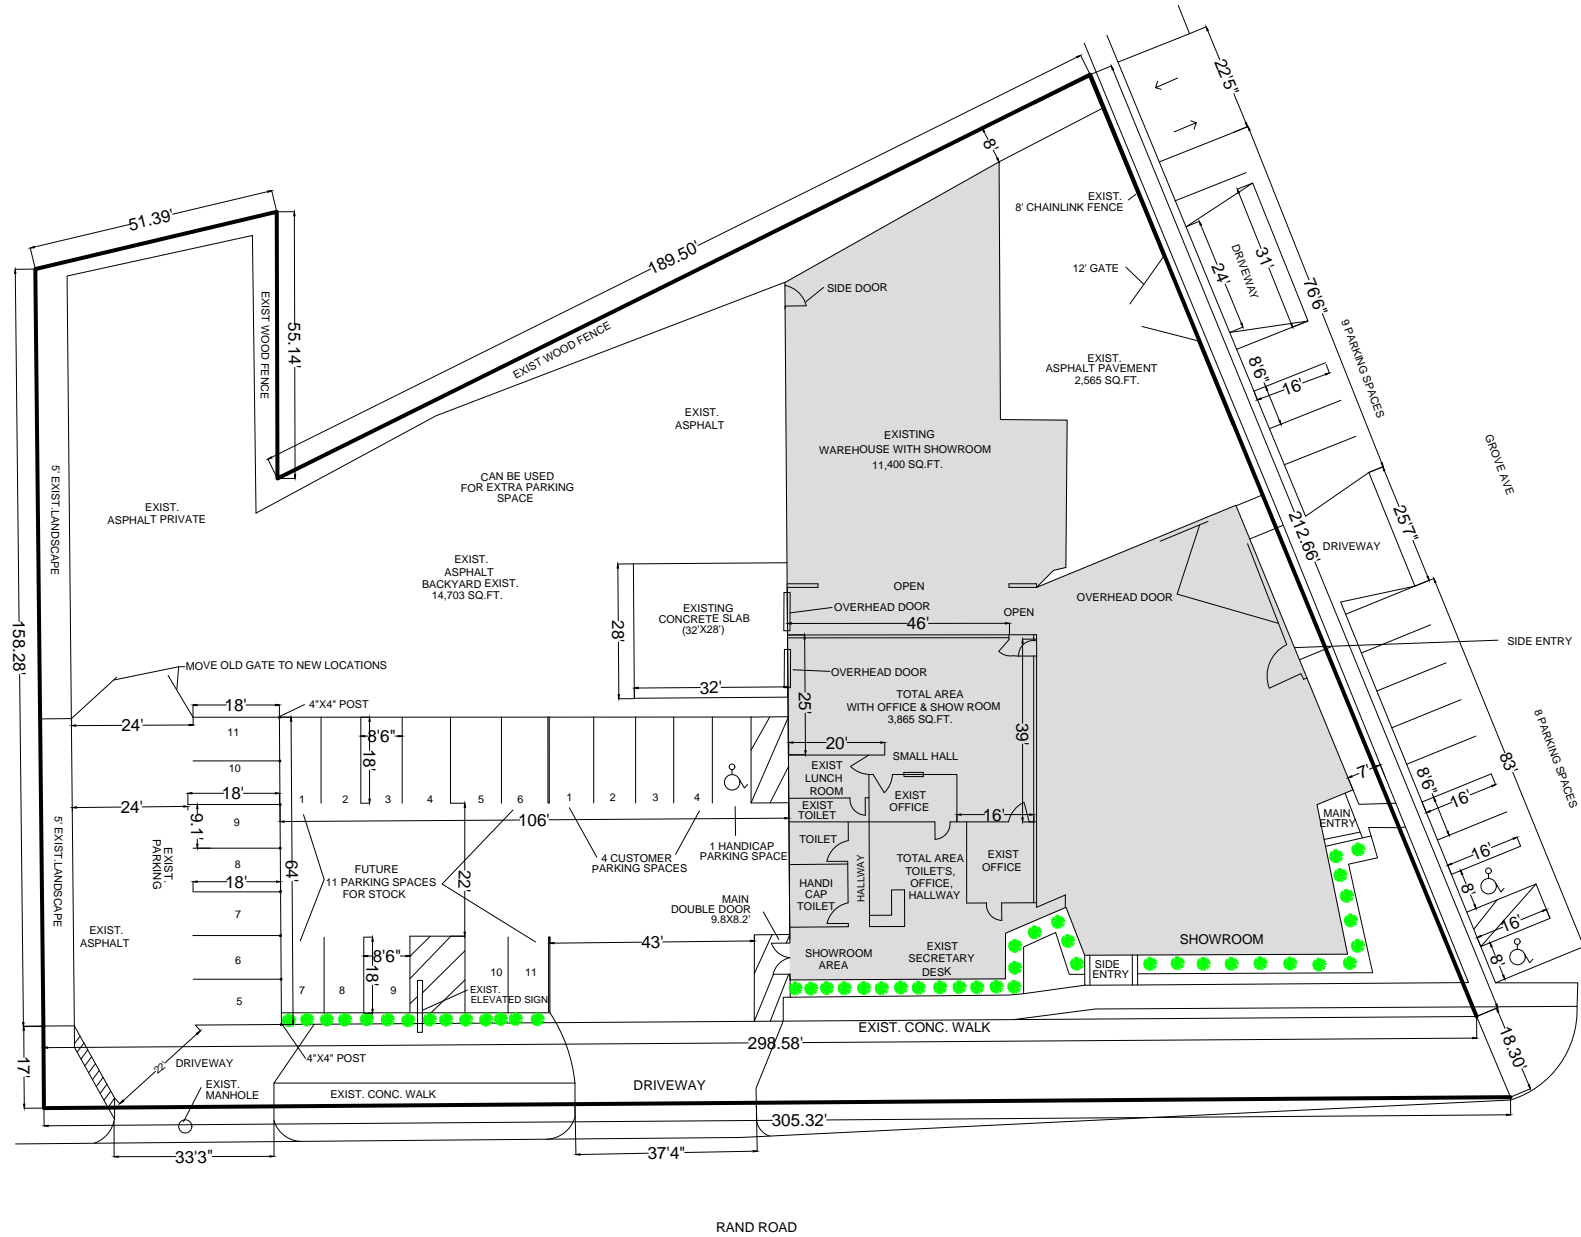 22'5"
8'
EXIST.
8' CHAINLINK FENCE
51.39'
189.50'
12' GATE
DRIVEWAY
31'
24'
76'6"
SIDE DOOR
EXIST WOOD FENCE
55.14'
EXIST WOOD FENCE
EXIST.
ASPHALT PAVEMENT
2,565 SQ.FT.
9 PARKING SPACES
8'6"
16'
EXIST.
ASPHALT
EXISTING
WAREHOUSE WITH SHOWROOM
11,400 SQ.FT.
GROVE AVE
5' EXIST.LANDSCAPE
EXIST.
ASPHALT PRIVATE
CAN BE USED
FOR EXTRA PARKING
SPACE
212.66'
25'7"
DRIVEWAY
EXIST.
ASPHALT
BACKYARD EXIST.
14,703 SQ.FT.
OPEN
OVERHEAD DOOR
EXISTING
CONCRETE SLAB
(32'X28')
28'
32'
OVERHEAD DOOR
46'
OPEN
SIDE ENTRY
158.28'
MOVE OLD GATE TO NEW LOCATIONS
OVERHEAD DOOR
25'
TOTAL AREA
WITH OFFICE & SHOW ROOM
3,865 SQ.FT.
39'
18'
4"X4" POST
24'
11
8'6"
18'
20'
SMALL HALL
8 PARKING SPACES
83'
7'
8'6"
16'
10
EXIST
LUNCH
ROOM
EXIST
OFFICE
18'
24'
1
2
3
4
5
6
1
2
3
4
EXIST
TOILET
16'
MAIN
ENTRY
9.1'
9
106'
5' EXIST.LANDSCAPE
EXIST.
PARKING
8
18'
64'
FUTURE
11 PARKING SPACES
FOR STOCK
22'
4 CUSTOMER
PARKING SPACES
1 HANDICAP
PARKING SPACE
TOILET
HALLWAY
TOTAL AREA
TOILET'S,
OFFICE,
HALLWAY
EXIST
OFFICE
16'
8'
16'
8'
HANDI
CAP
TOILET
7
MAIN
DOUBLE DOOR
9.8X8.2'
EXIST.
ASPHALT
43'
SHOWROOM
AREA
EXIST
SECRETARY
DESK
SHOWROOM
SIDE
ENTRY
6
8'6"
18'
10
11
5
7
8
9
EXIST.
ELEVATED SIGN
EXIST. CONC. WALK
298.58'
18.30'
17'
22'
DRIVEWAY
4"X4" POST
EXIST.
MANHOLE
EXIST. CONC. WALK
DRIVEWAY
305.32'
33'3"
37'4"
RAND ROAD